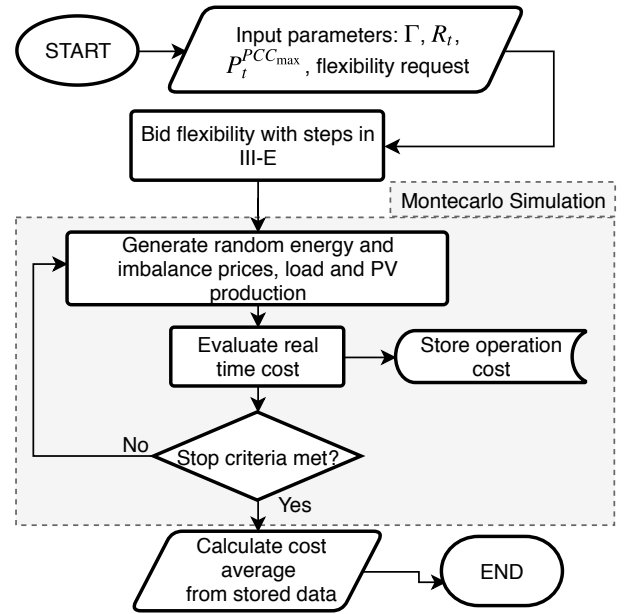 START
Input parameters: Γ, R_t,
P_t^{PCC_max}, flexibility request
Bid flexibility with steps in
III-E
Montecarlo Simulation
Generate random energy and
imbalance prices, load and PV
production
Evaluate real
time cost
Store operation
cost
No
Stop criteria met?
Yes
Calculate cost
average
from stored data
END